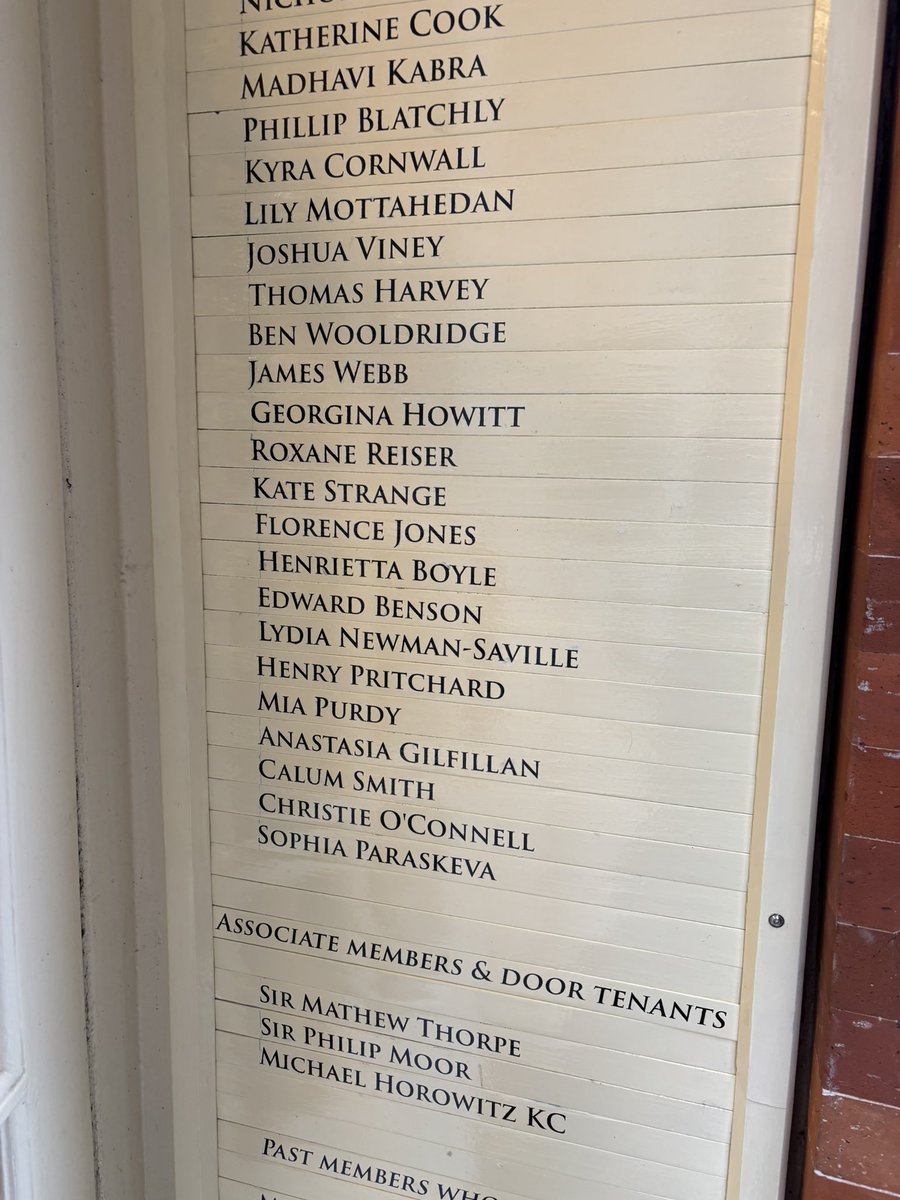 KATHERINE COOK
MADHAVI KABRA
PHILLIP BLATCHLY
KYRA CORNWALL
LILY MOTTAHEDAN
JOSHUA VINEY
THOMAS HARVEY
BEN WOOLDRIDGE
JAMES WEBB
GEORGINA HOWITT
ROXANE REISER
KATE STRANGE
FLORENCE JONES
HENRIETTA BOYLE
EDWARD BENSON
LYDIA NEWMAN-SAVILLE
HENRY PRITCHARD
MIA PURDY
ANASTASIA GILFILLAN
CALUM SMITH
CHRISTIE O'CONNELL
SOPHIA PARASKEVA
ASSOCIATE MEMBERS & DOOR TENANTS
SIR MATHEW THORPE
SIR PHILIP MOOR
MICHAEL HOROWITZ KC
PAST MEMBERS WHO